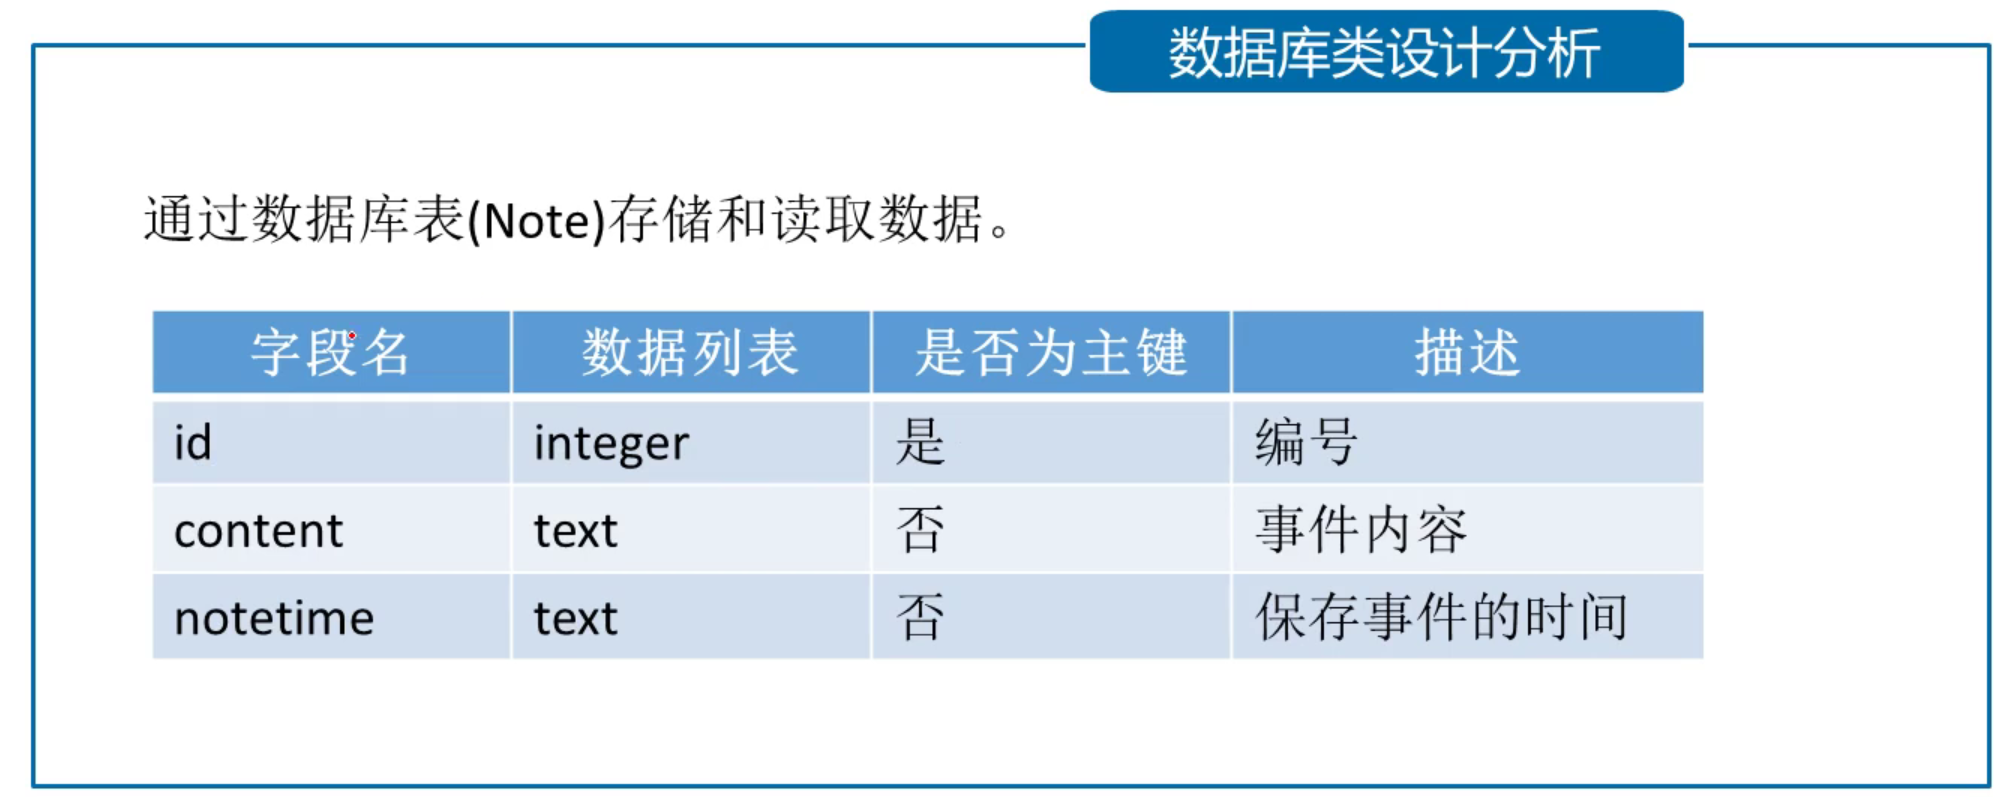 数据库类设计分析
通过数据库表(Note)存储和读取数据。
字段名 数据列表 是否为主键 描述
id integer 是 编号
content text 否 事件内容
notetime text 否 保存事件的时间